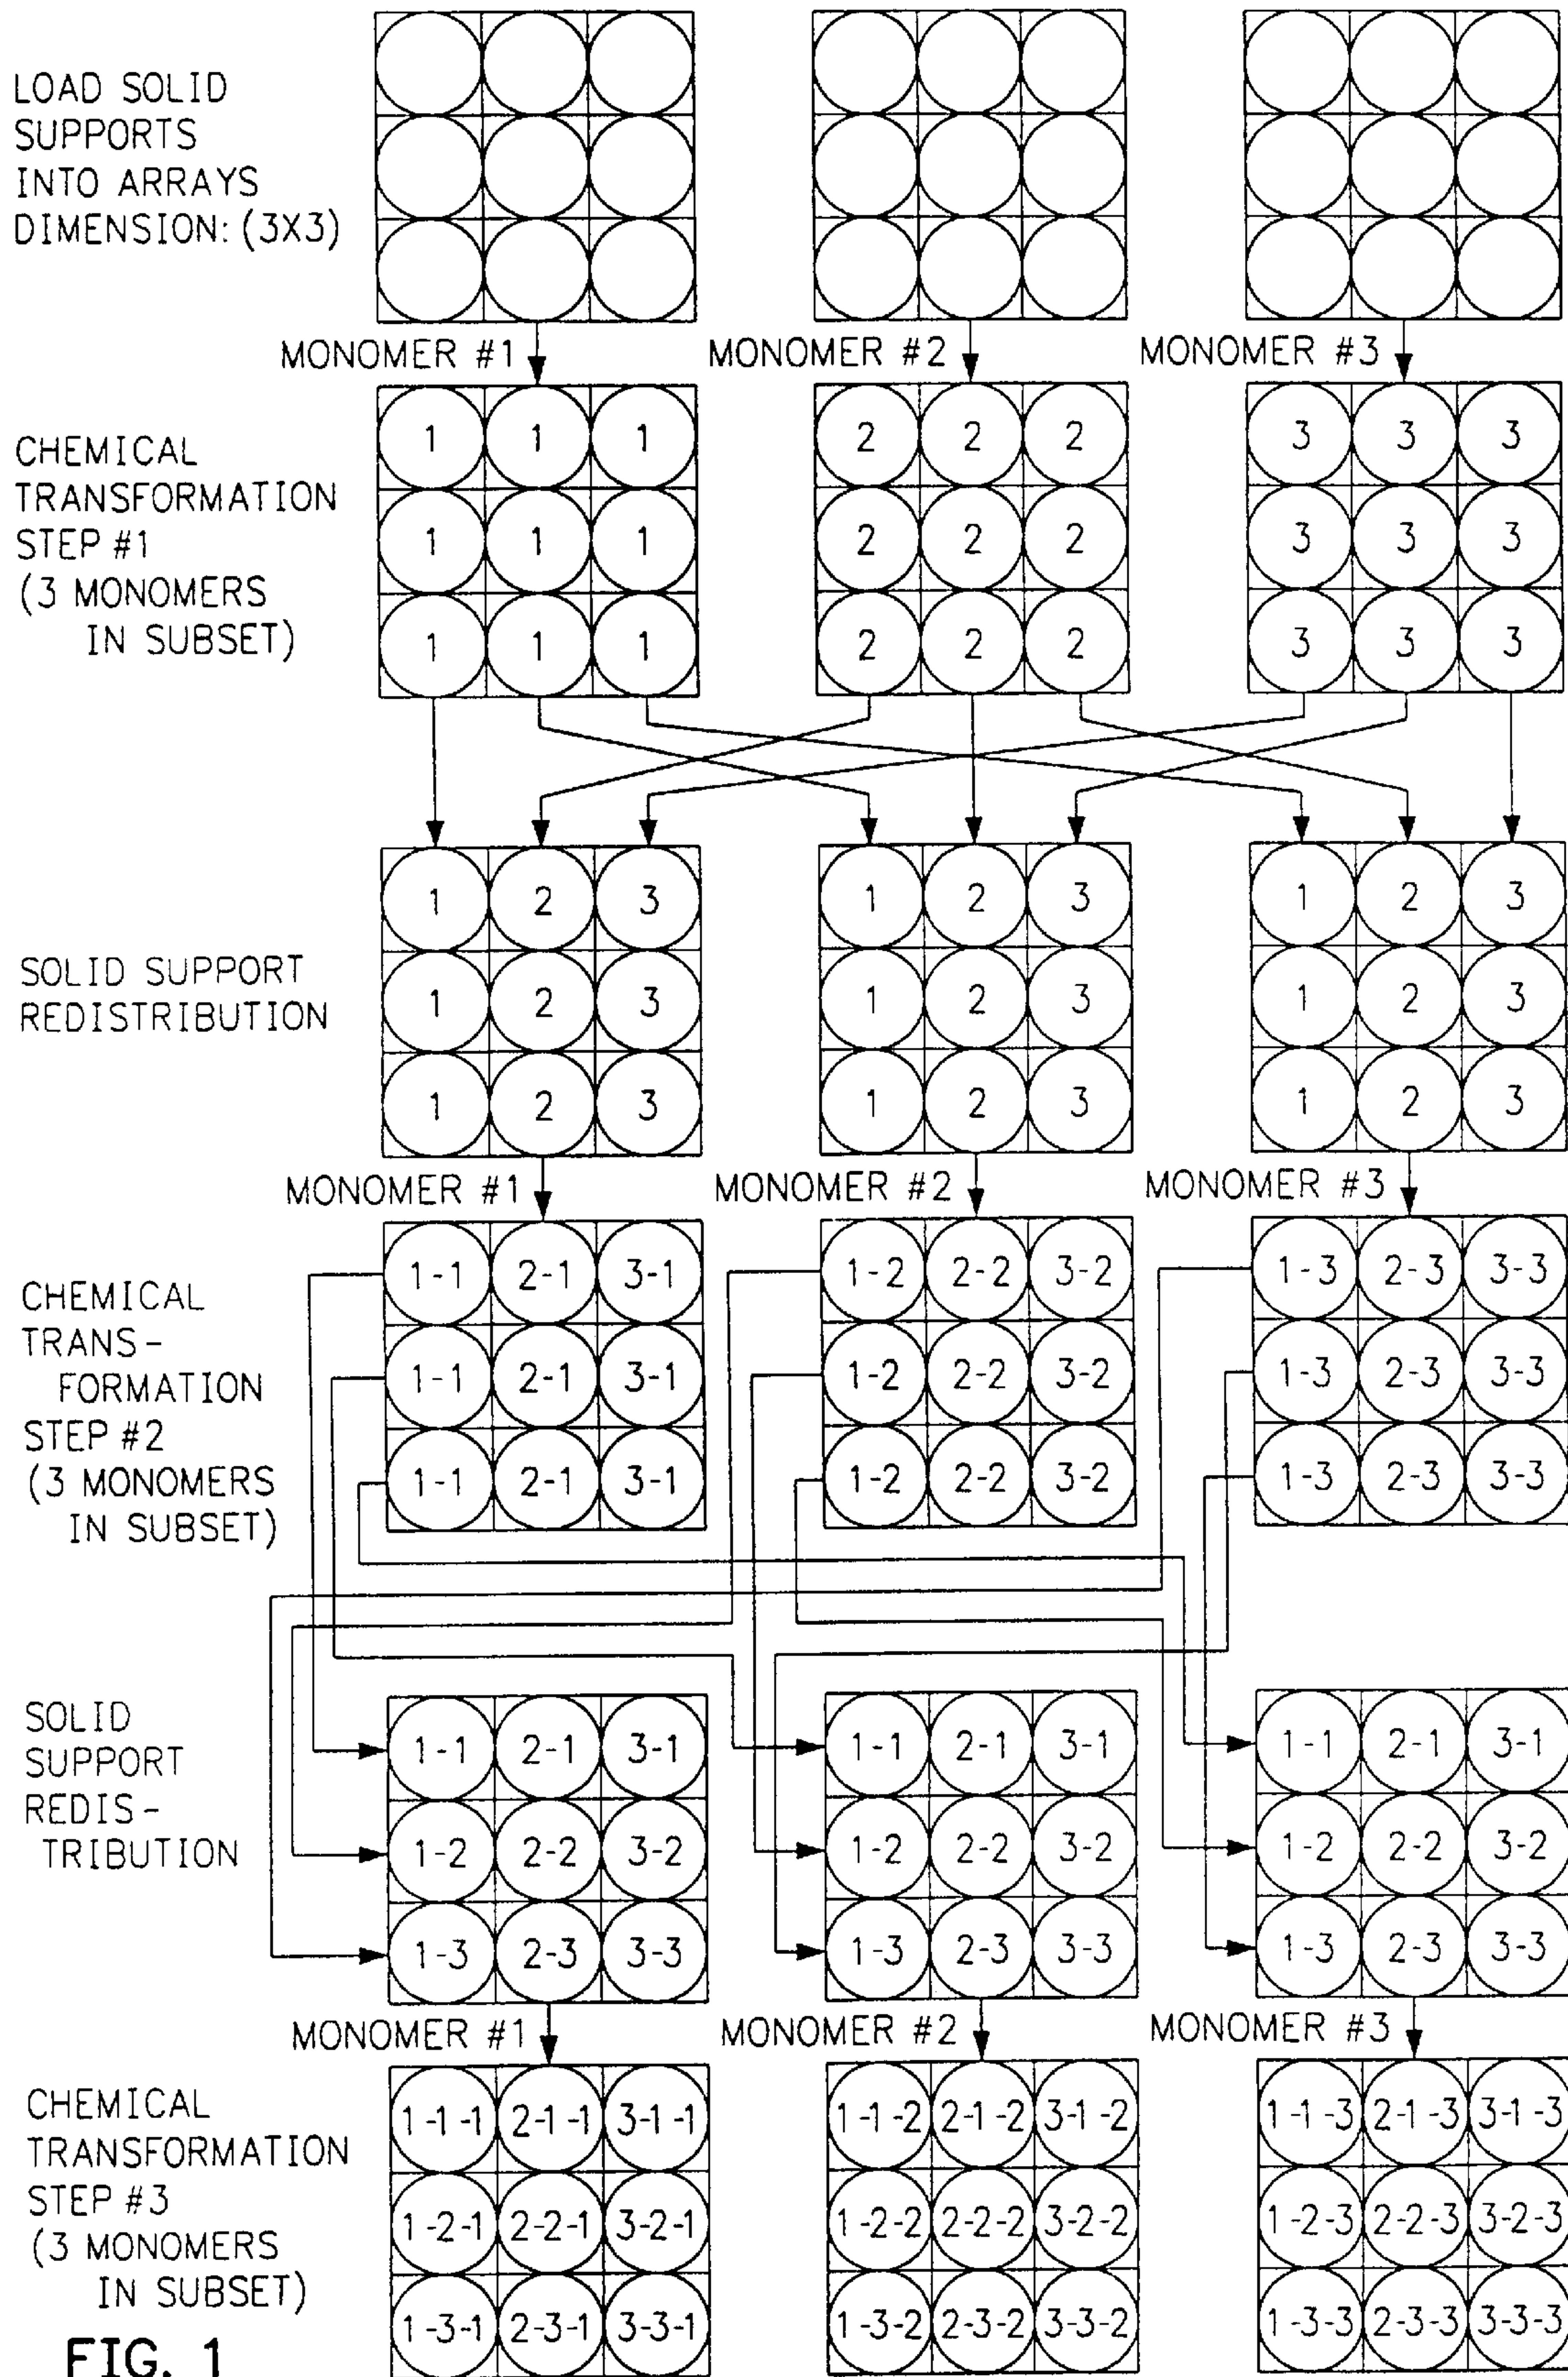 LOAD SOLID
SUPPORTS
INTO ARRAYS
DIMENSION: (3X3)
MONOMER #1 MONOMER #2 MONOMER #3
CHEMICAL
TRANSFORMATION
STEP #1
(3 MONOMERS
IN SUBSET)
1 1 1 2 2 2 3 3 3
1 1 1 2 2 2 3 3 3
1 1 1 2 2 2 3 3 3
SOLID SUPPORT
REDISTRIBUTION
1 2 3 1 2 3 1 2 3
1 2 3 1 2 3 1 2 3
1 2 3 1 2 3 1 2 3
MONOMER #1 MONOMER #2 MONOMER #3
CHEMICAL
TRANS-
FORMATION
STEP #2
(3 MONOMERS
IN SUBSET)
1-1 2-1 3-1 1-2 2-2 3-2 1-3 2-3 3-3
1-1 2-1 3-1 1-2 2-2 3-2 1-3 2-3 3-3
1-1 2-1 3-1 1-2 2-2 3-2 1-3 2-3 3-3
SOLID
SUPPORT
REDIS-
TRIBUTION
1-1 2-1 3-1 1-1 2-1 3-1 1-1 2-1 3-1
1-2 2-2 3-2 1-2 2-2 3-2 1-2 2-2 3-2
1-3 2-3 3-3 1-3 2-3 3-3 1-3 2-3 3-3
MONOMER #1 MONOMER #2 MONOMER #3
CHEMICAL
TRANSFORMATION
STEP #3
(3 MONOMERS
IN SUBSET)
1-1-1 2-1-1 3-1-1 1-1-2 2-1-2 3-1-2 1-1-3 2-1-3 3-1-3
1-2-1 2-2-1 3-2-1 1-2-2 2-2-2 3-2-2 1-2-3 2-2-3 3-2-3
1-3-1 2-3-1 3-3-1 1-3-2 2-3-2 3-3-2 1-3-3 2-3-3 3-3-3
FIG. 1